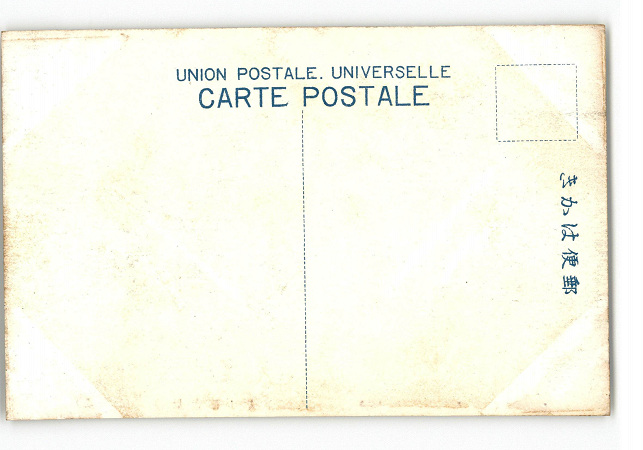 UNION POSTALE. UNIVERSELLE
CARTE POSTALE
きかは便郵